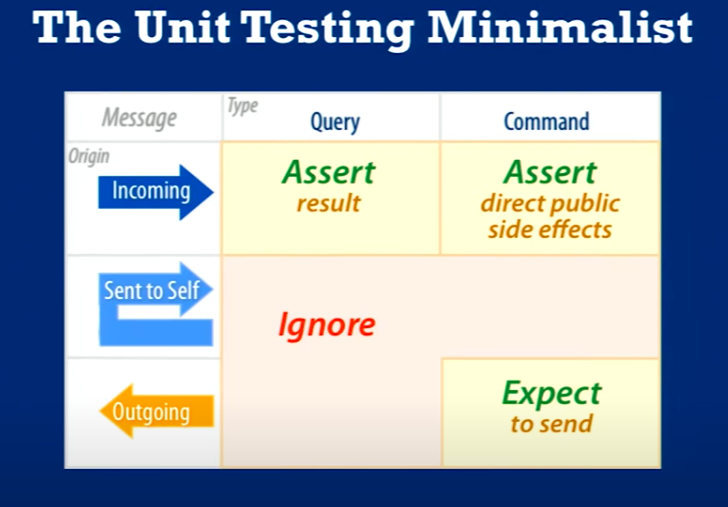 The Unit Testing Minimalist
Message
Type
Query
Command
Origin
Incoming
Assert
result
Assert
direct public
side effects
Sent to Self
Ignore
Outgoing
Expect
to send